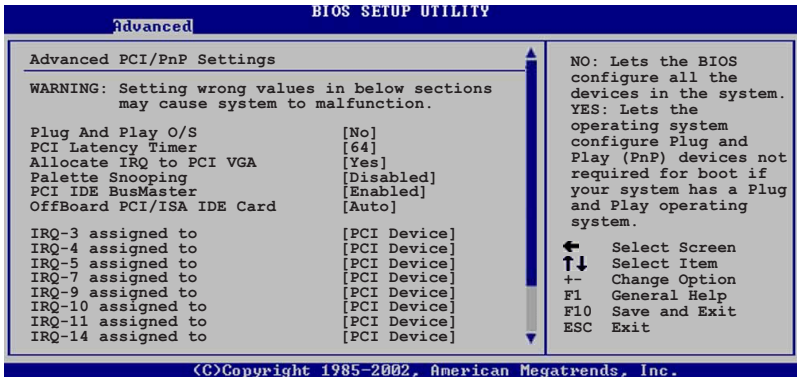 BIOS SETUP UTILITY
Advanced
Advanced PCI/PnP Settings
WARNING: Setting wrong values in below sections
may cause system to malfunction.
Plug And Play O/S [No]
PCI Latency Timer [64]
Allocate IRQ to PCI VGA [Yes]
Palette Snooping [Disabled]
PCI IDE BusMaster [Enabled]
OffBoard PCI/ISA IDE Card [Auto]
IRQ-3 assigned to [PCI Device]
IRQ-4 assigned to [PCI Device]
IRQ-5 assigned to [PCI Device]
IRQ-7 assigned to [PCI Device]
IRQ-9 assigned to [PCI Device]
IRQ-10 assigned to [PCI Device]
IRQ-11 assigned to [PCI Device]
IRQ-14 assigned to [PCI Device]
NO: Lets the BIOS
configure all the
devices in the system.
YES: Lets the
operating system
configure Plug and
Play (PnP) devices not
required for boot if
your system has a Plug
and Play operating
system.
← Select Screen
↑↓ Select Item
+- Change Option
F1 General Help
F10 Save and Exit
ESC Exit
(C)Copyright 1985-2002, American Megatrends, Inc.